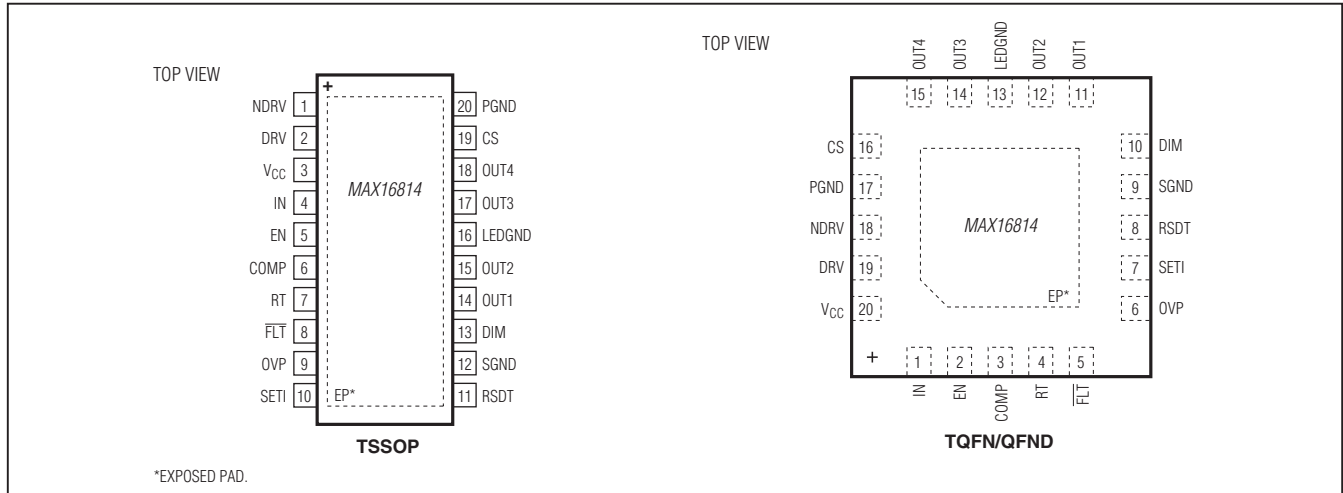 TOP VIEW
+
NDRV 1
DRV 2
VCC 3
IN 4
EN 5
COMP 6
RT 7
FLT 8
OVP 9
SETI 10
20 PGND
19 CS
18 OUT4
17 OUT3
16 LEDGND
15 OUT2
14 OUT1
13 DIM
12 SGND
11 RSDT
MAX16814
EP*
TSSOP
*EXPOSED PAD.
TOP VIEW
OUT4 OUT3 LEDGND OUT2 OUT1
15 14 13 12 11
CS 16
PGND 17
NDRV 18
DRV 19
VCC 20
10 DIM
9 SGND
8 RSDT
7 SETI
6 OVP
MAX16814
EP*
+
1 2 3 4 5
IN EN COMP RT FLT
TQFN/QFND